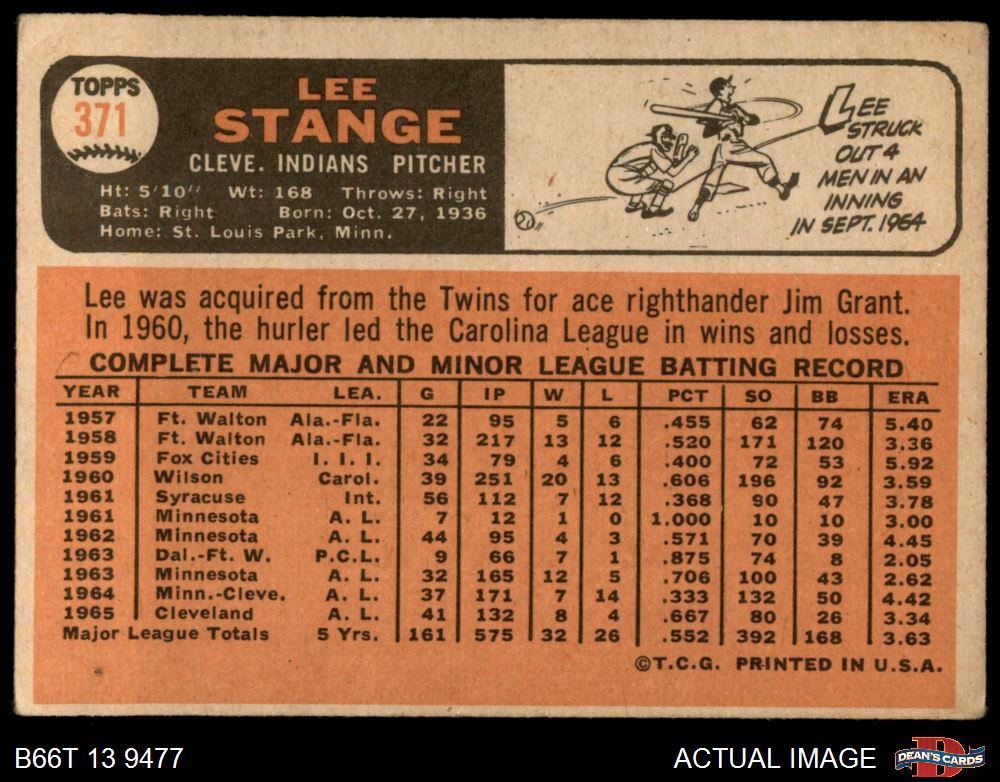 TOPPS
371
LEE
STANGE
CLEVE. INDIANS PITCHER
Ht: 5'10" Wt: 168 Throws: Right
Bats: Right Born: Oct. 27, 1936
Home: St. Louis Park, Minn.
LEE
STRUCK
OUT 4
MEN IN AN
INNING
IN SEPT. 1964
Lee was acquired from the Twins for ace righthander Jim Grant.
In 1960, the hurler led the Carolina League in wins and losses.
COMPLETE MAJOR AND MINOR LEAGUE BATTING RECORD
YEAR TEAM LEA. G IP W L PCT SO BB ERA
1957 Ft. Walton Ala.-Fla. 22 95 5 6 .455 62 74 5.40
1958 Ft. Walton Ala.-Fla. 32 217 13 12 .520 171 120 3.36
1959 Fox Cities I. I. I. 34 79 4 6 .400 72 53 5.92
1960 Wilson Carol. 39 251 20 13 .606 196 92 3.59
1961 Syracuse Int. 56 112 7 12 .368 90 47 3.78
1961 Minnesota A. L. 7 12 1 0 1.000 10 10 3.00
1962 Minnesota A. L. 44 95 4 3 .571 70 39 4.45
1963 Dal.-Ft. W. P.C.L. 9 66 7 1 .875 74 8 2.05
1963 Minnesota A. L. 32 165 12 5 .706 100 43 2.62
1964 Minn.-Cleve. A. L. 37 171 7 14 .333 132 50 4.42
1965 Cleveland A. L. 41 132 8 4 .667 80 26 3.34
Major League Totals 5 Yrs. 161 575 32 26 .552 392 168 3.63
©T.C.G. PRINTED IN U.S.A.
B66T 13 9477
ACTUAL IMAGE
D
DEAN'S CARDS